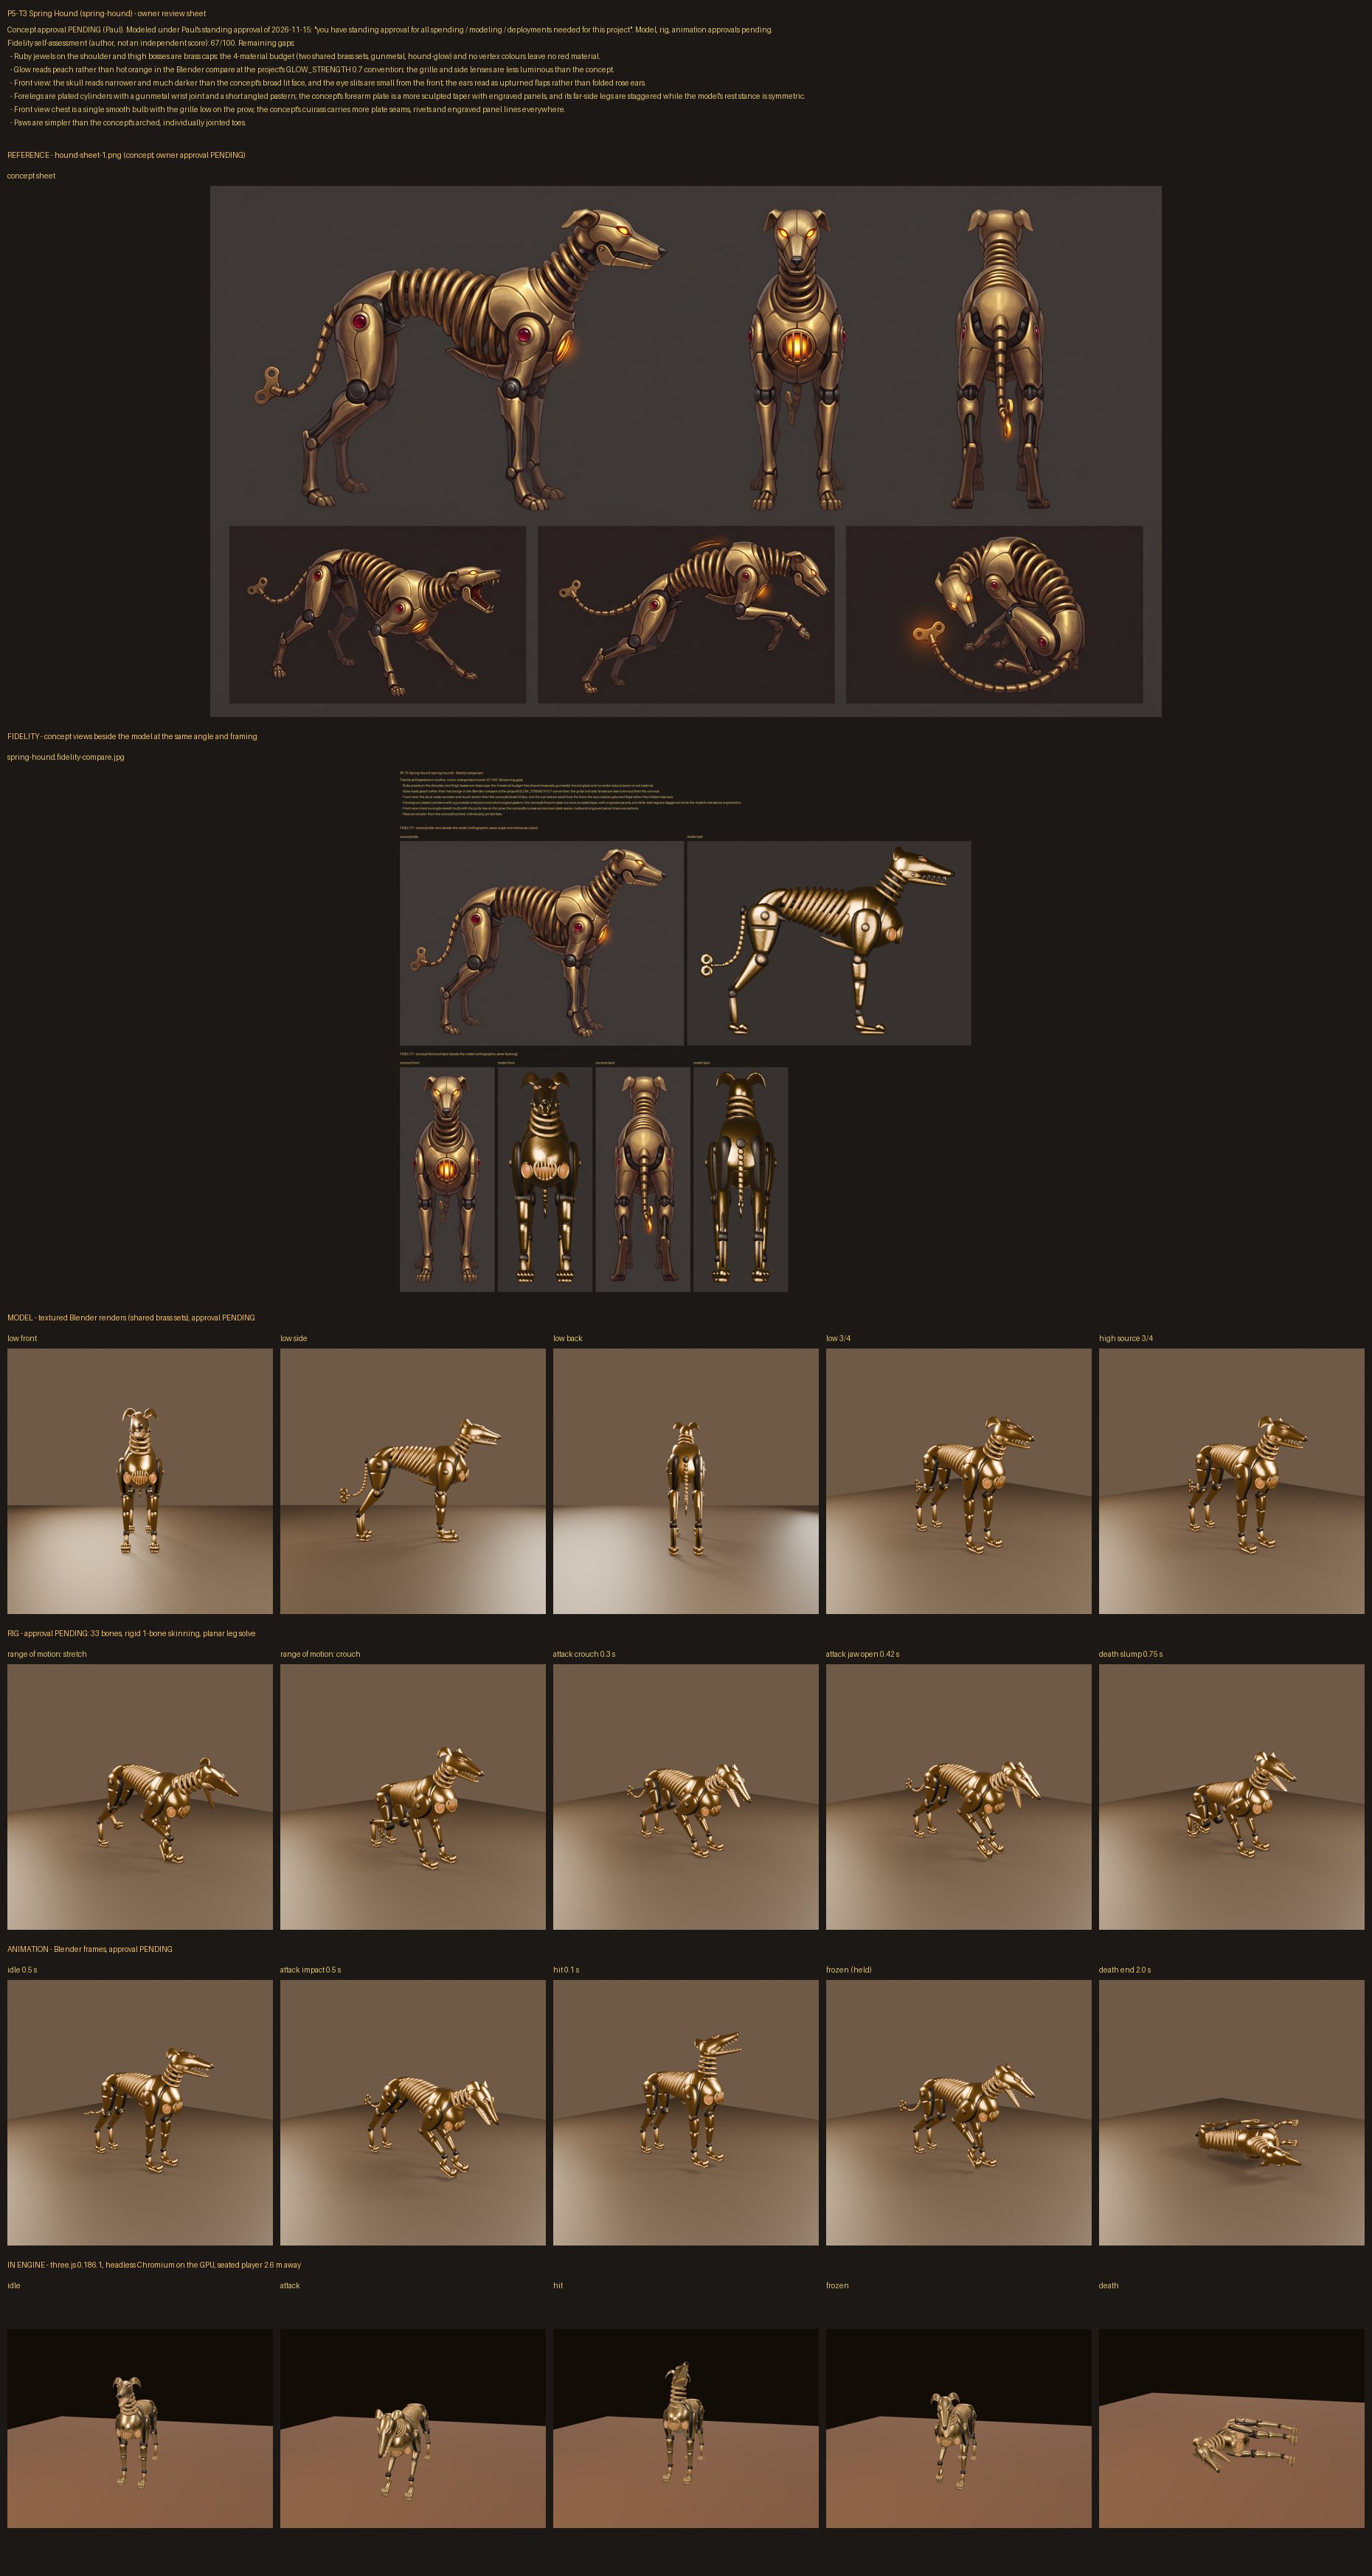 P5-T3 Spring Hound (spring-hound) - owner review sheet
Concept approval PENDING (Paul). Modeled under Paul's standing approval of 2026-11-15: "you have standing approval for all spending / modeling / deployments needed for this project". Model, rig, animation approvals pending.
Fidelity self-assessment (author, not an independent score): 67/100. Remaining gaps:
- Ruby jewels on the shoulder and thigh bosses are brass caps: the 4-material budget (two shared brass sets, gunmetal, hound-glow) and no vertex colours leave no red material.
- Glow reads peach rather than hot orange in the Blender compare at the project's GLOW_STRENGTH 0.7 convention; the grille and side lenses are less luminous than the concept.
- Front view: the skull reads narrower and much darker than the concept's broad lit face, and the eye slits are small from the front; the ears read as upturned flaps rather than folded rose ears.
- Forelegs are plated cylinders with a gunmetal wrist joint and a short angled pastern; the concept's forearm plate is a more sculpted taper with engraved panels, and its far-side legs are staggered while the model's rest stance is symmetric.
- Front view chest is a single smooth bulb with the grille low on the prow; the concept's cuirass carries more plate seams, rivets and engraved panel lines everywhere.
- Paws are simpler than the concept's arched, individually jointed toes.
REFERENCE - hound-sheet-1.png (concept, owner approval PENDING)
concept sheet
FIDELITY - concept views beside the model at the same angle and framing
spring-hound.fidelity-compare.jpg
MODEL - textured Blender renders (shared brass sets), approval PENDING
low front
low side
low back
low 3/4
high source 3/4
RIG - approval PENDING: 33 bones, rigid 1-bone skinning, planar leg solve
range of motion: stretch
range of motion: crouch
attack crouch 0.3 s
attack jaw open 0.42 s
death slump 0.75 s
ANIMATION - Blender frames, approval PENDING
idle 0.5 s
attack impact 0.5 s
hit 0.1 s
frozen (held)
death end 2.0 s
IN ENGINE - three.js 0.186.1, headless Chromium on the GPU, seated player 2.6 m away
idle
attack
hit
frozen
death